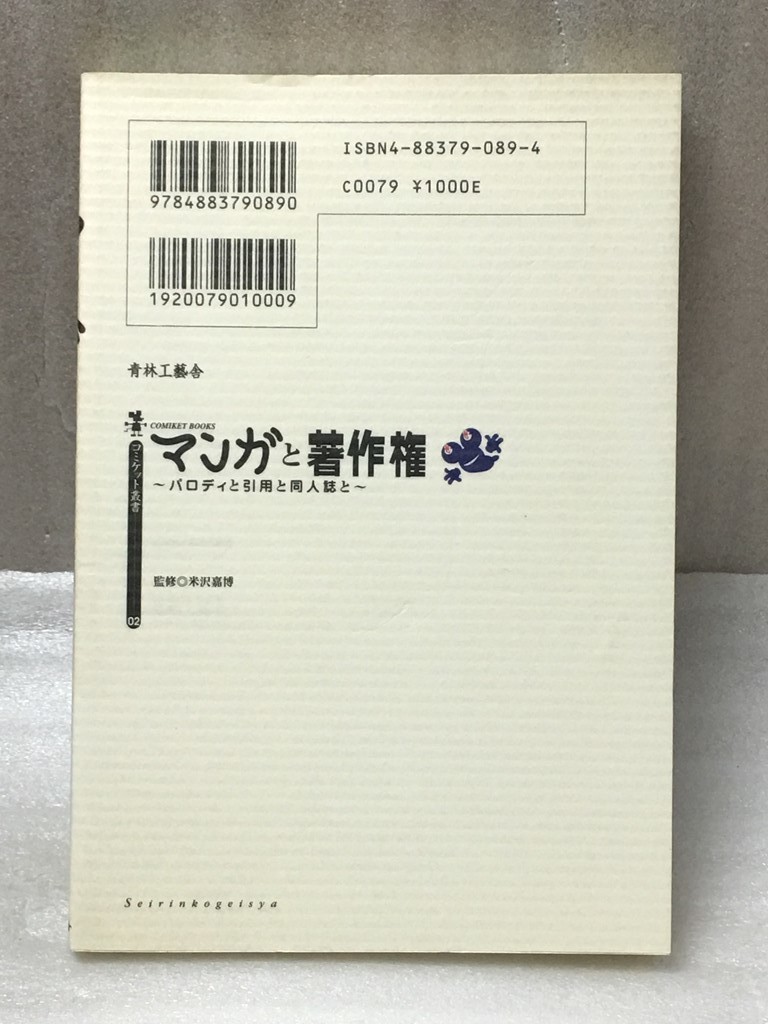 ISBN4-88379-089-4
C0079 ¥1000E
9784883790890
1920079010009
青林工藝舎
COMIKET BOOKS
コミケット叢書
マンガと著作権
～パロディと引用と同人誌と～
監修◎米沢嘉博
02
Seirinkogeisya